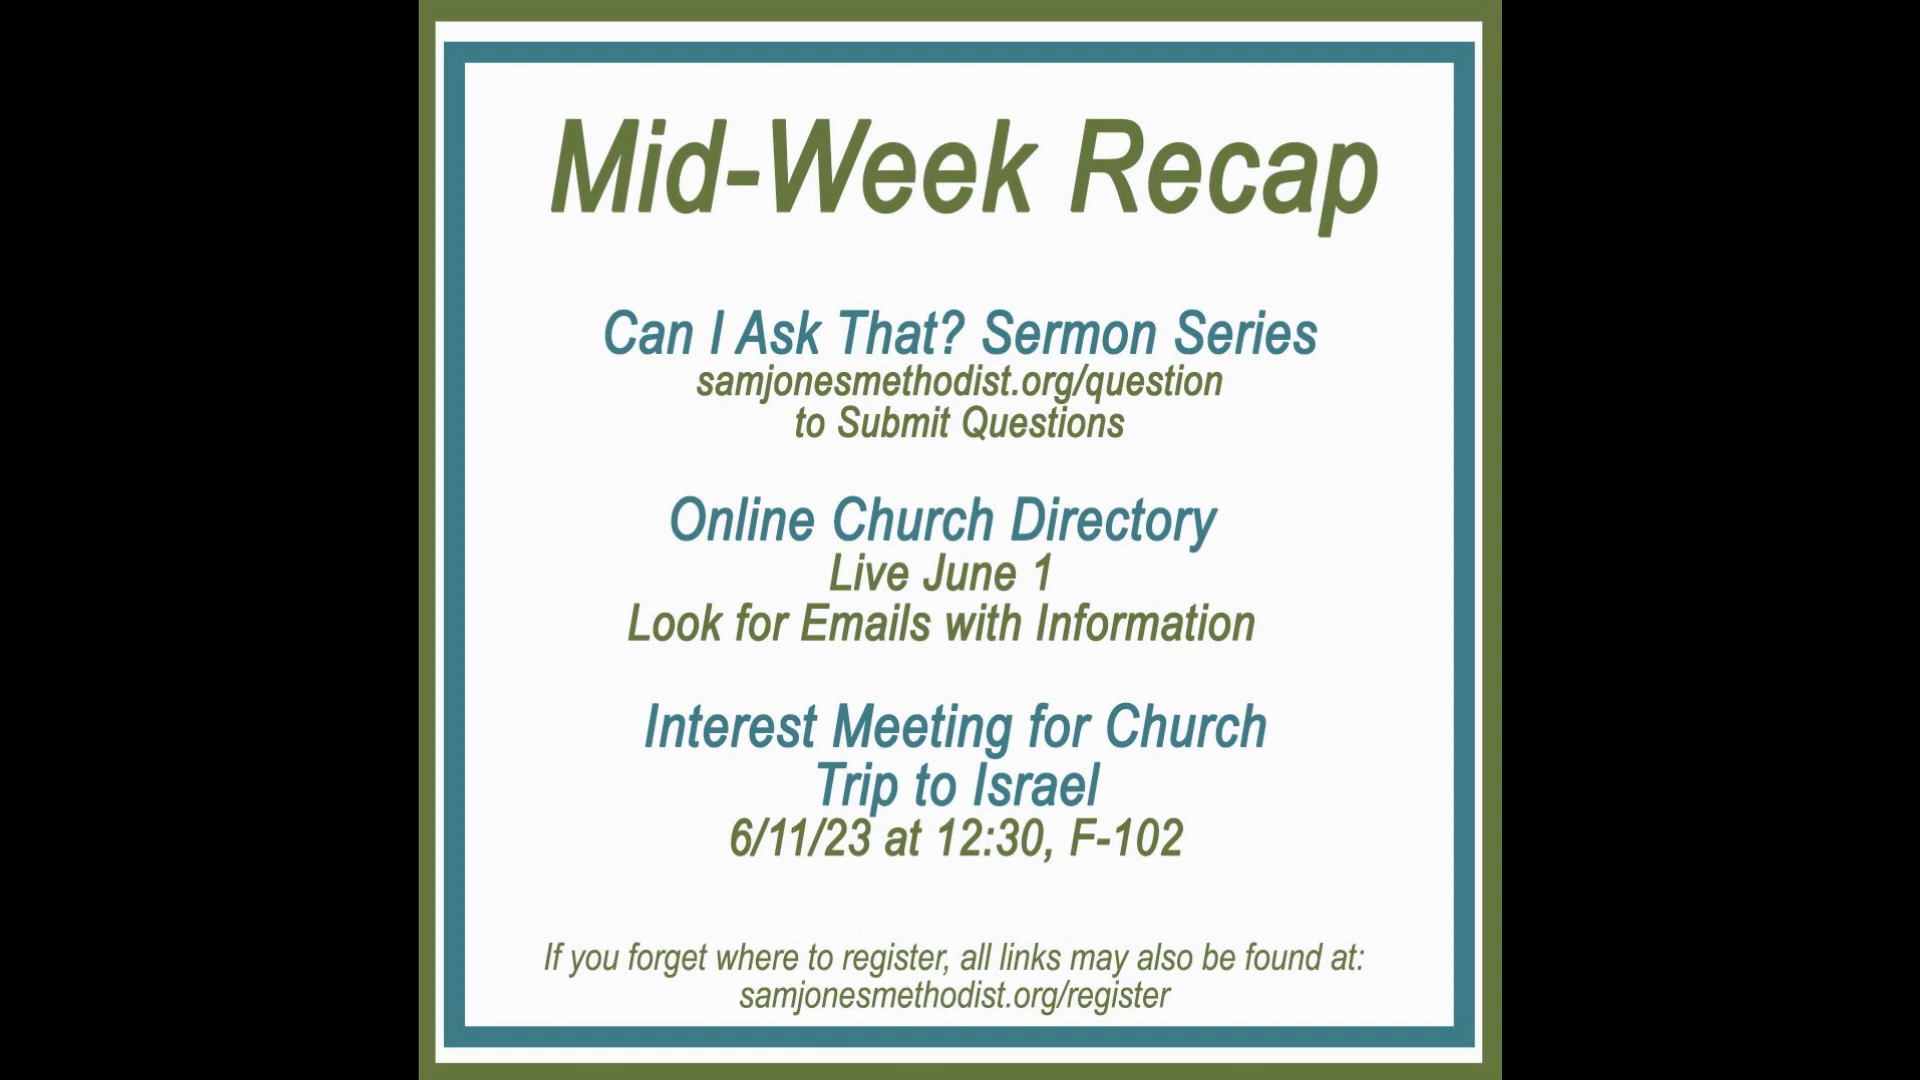 Mid-Week Recap
Can I Ask That? Sermon Series
samjonesmethodist.org/question
to Submit Questions
Online Church Directory
Live June 1
Look for Emails with Information
Interest Meeting for Church
Trip to Israel
6/11/23 at 12:30, F-102
If you forget where to register, all links may also be found at:
samjonesmethodist.org/register